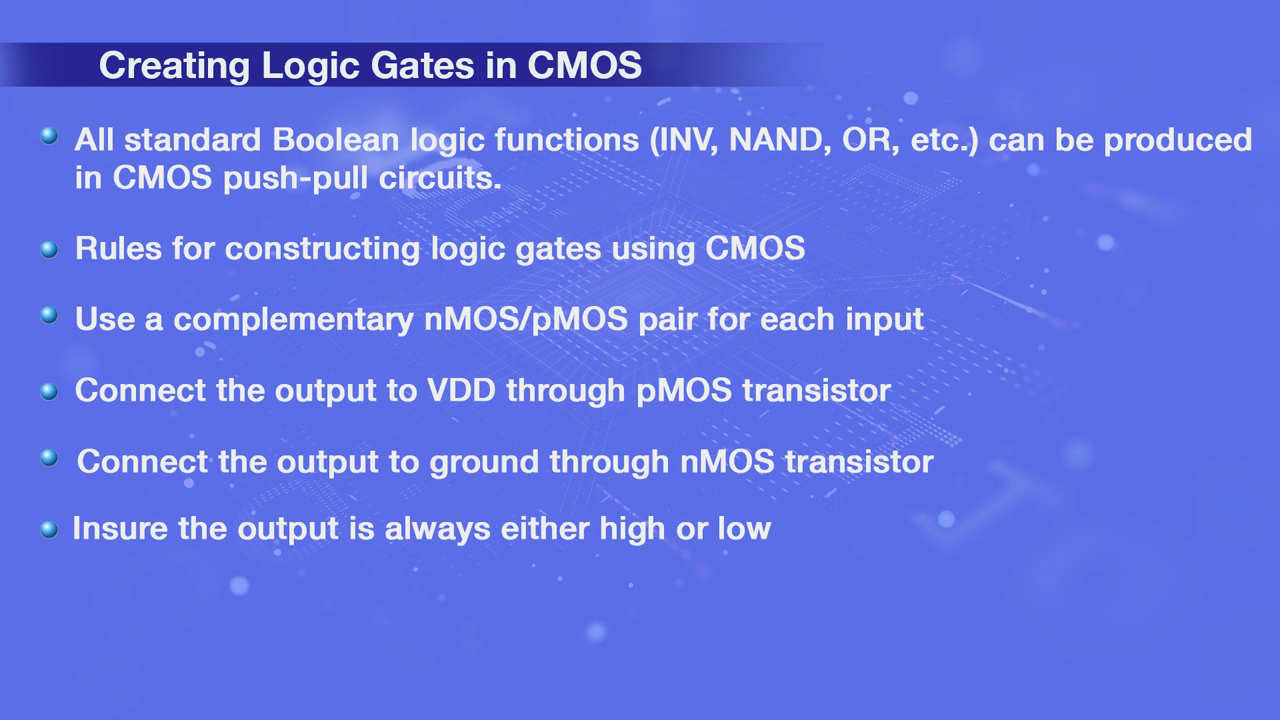 Creating Logic Gates in CMOS
All standard Boolean logic functions (INV, NAND, OR, etc.) can be produced
in CMOS push-pull circuits.
Rules for constructing logic gates using CMOS
Use a complementary nMOS/pMOS pair for each input
Connect the output to VDD through pMOS transistor
Connect the output to ground through nMOS transistor
Insure the output is always either high or low